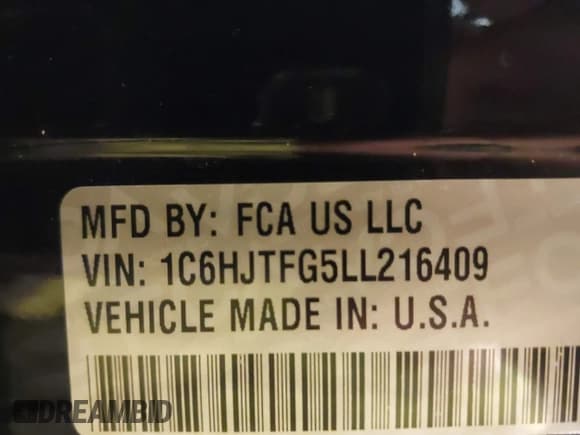 MFD BY: FCA US LLC
VIN: 1C6HJTFG5LL216409
VEHICLE MADE IN: U.S.A.
DREAMBID